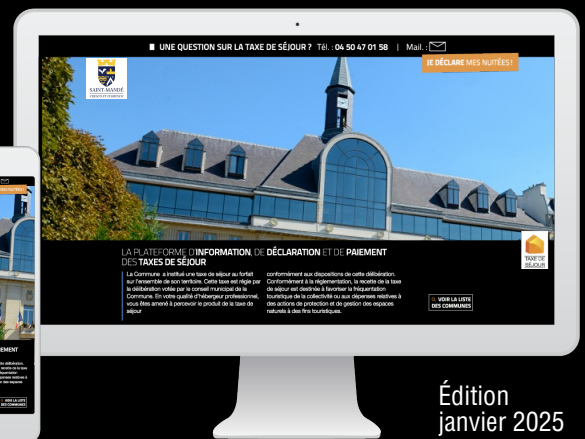 ■ UNE QUESTION SUR LA TAXE DE SÉJOUR ? Tél. : 04 50 47 01 58 | Mail. :
JE DÉCLARE MES NUITÉES !
SAINT-MANDÉ
LA PLATEFORME D'INFORMATION, DE DÉCLARATION ET DE PAIEMENT
DES TAXES DE SÉJOUR
La Commune a institué une taxe de séjour au forfait
sur l'ensemble de son territoire. Cette taxe est régie par
la délibération votée par le conseil municipal de la
Commune. En votre qualité d'hébergeur professionnel,
vous êtes amené à percevoir le produit de la taxe de
séjour
conformément aux dispositions de cette délibération.
Conformément à la réglementation, la recette de la taxe
de séjour est destinée à favoriser la fréquentation
touristique de la collectivité ou aux dépenses relatives à
des actions de protection et de gestion des espaces
naturels à des fins touristiques.
TAXE DE
SÉJOUR
VOIR LA LISTE
DES COMMUNES
EMENT
VOIR LA LISTE
DES COMMUNES
Édition
janvier 2025